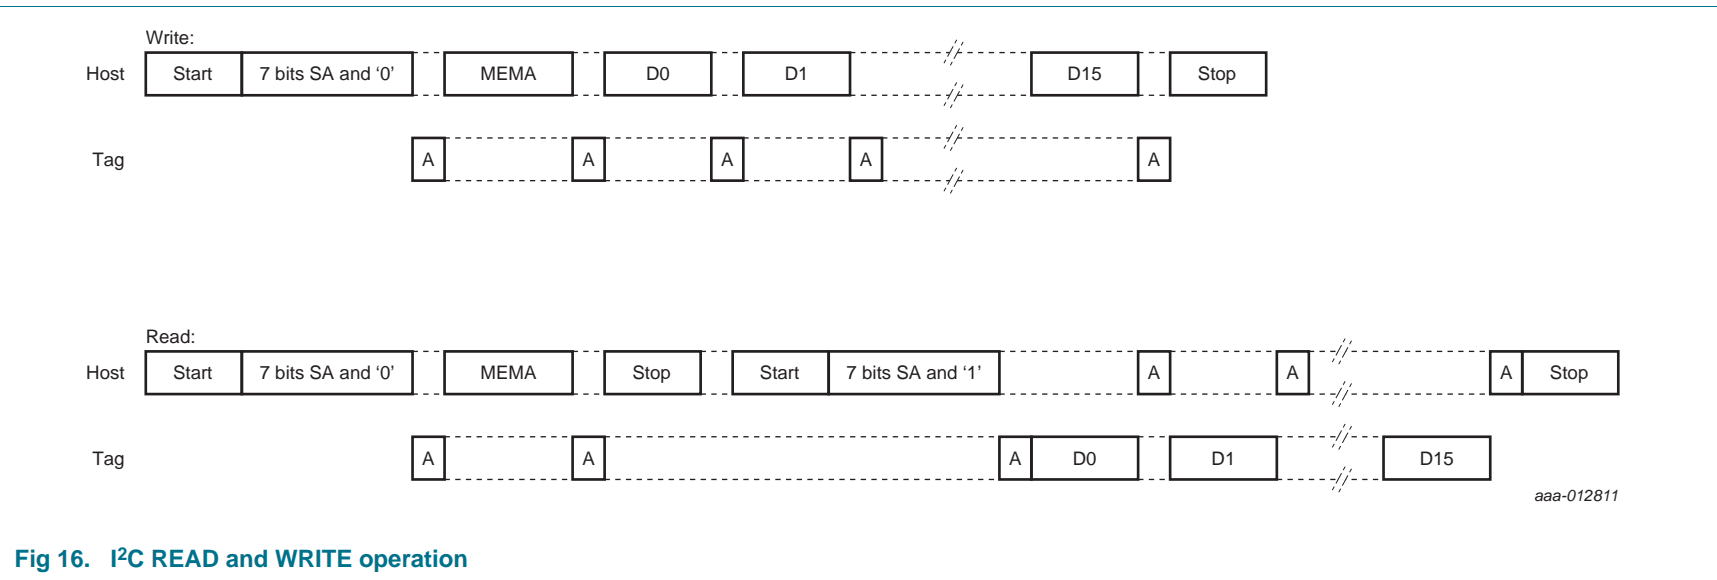 Write:
Host Start 7 bits SA and ‘0’ MEMA D0 D1 D15 Stop
Tag A A A A A
Read:
Host Start 7 bits SA and ‘0’ MEMA Stop Start 7 bits SA and ‘1’ A A A Stop
Tag A A A D0 D1 D15
aaa-012811
Fig 16. I²C READ and WRITE operation